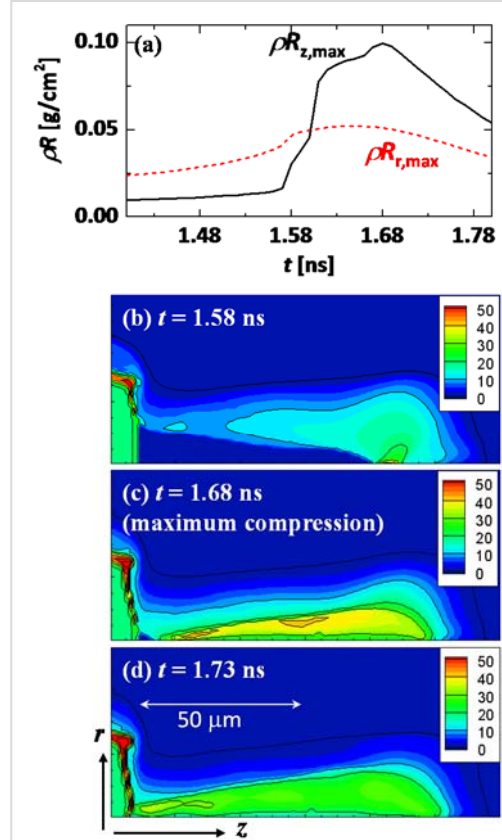 (a)
ρR [g/cm²]
0.10
0.05
0.00
ρRz,max
ρRr,max
1.48 1.58 1.68 1.78
t [ns]
(b) t = 1.58 ns
50
40
30
20
10
0
(c) t = 1.68 ns
(maximum compression)
50
40
30
20
10
0
(d) t = 1.73 ns
50
40
30
20
10
0
50 μm
r
z